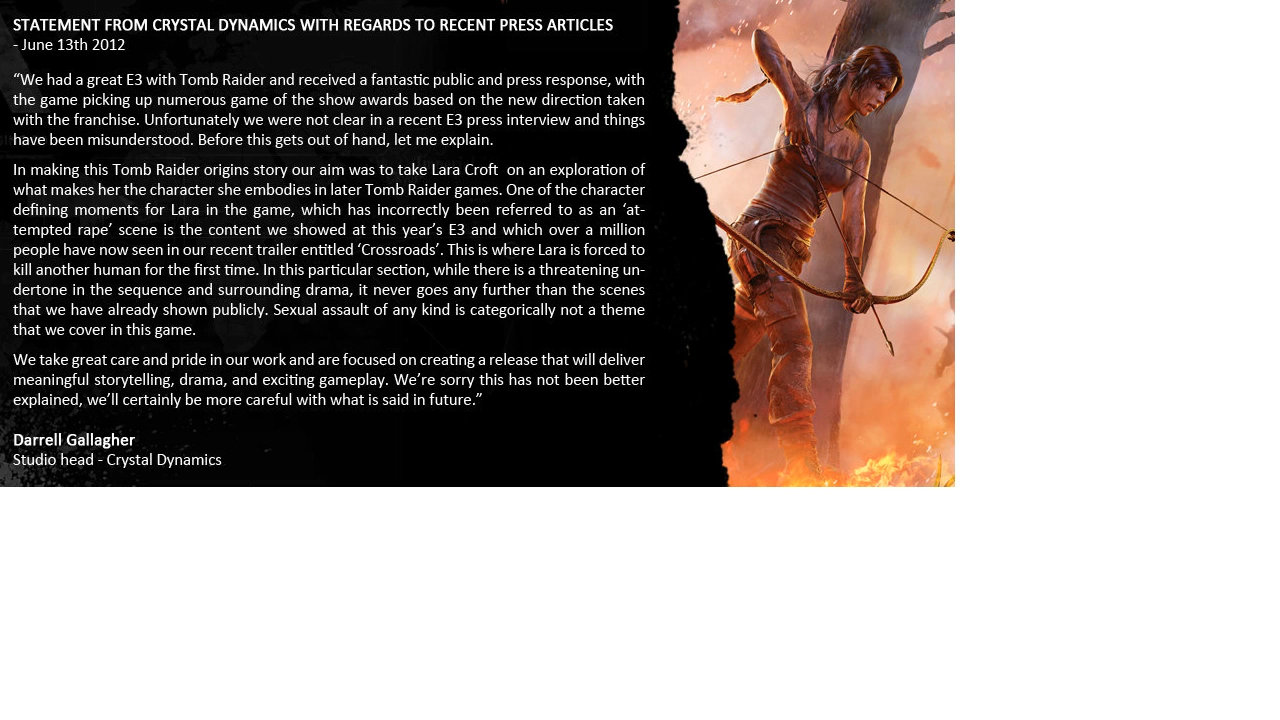 STATEMENT FROM CRYSTAL DYNAMICS WITH REGARDS TO RECENT PRESS ARTICLES
- June 13th 2012
“We had a great E3 with Tomb Raider and received a fantastic public and press response, with
the game picking up numerous game of the show awards based on the new direction taken
with the franchise. Unfortunately we were not clear in a recent E3 press interview and things
have been misunderstood. Before this gets out of hand, let me explain.
In making this Tomb Raider origins story our aim was to take Lara Croft  on an exploration of
what makes her the character she embodies in later Tomb Raider games. One of the character
defining moments for Lara in the game, which has incorrectly been referred to as an ‘at-
tempted rape’ scene is the content we showed at this year’s E3 and which over a million
people have now seen in our recent trailer entitled ‘Crossroads’. This is where Lara is forced to
kill another human for the first time. In this particular section, while there is a threatening un-
dertone in the sequence and surrounding drama, it never goes any further than the scenes
that we have already shown publicly. Sexual assault of any kind is categorically not a theme
that we cover in this game.
We take great care and pride in our work and are focused on creating a release that will deliver
meaningful storytelling, drama, and exciting gameplay. We’re sorry this has not been better
explained, we’ll certainly be more careful with what is said in future.”
Darrell Gallagher
Studio head - Crystal Dynamics